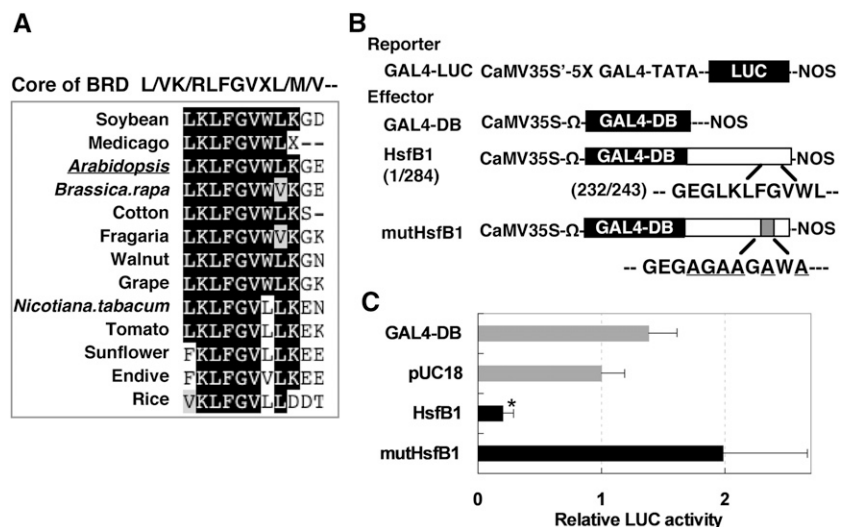 A
Core of BRD L/VK/RLFGVXL/M/V--
Soybean LKLFGVWLKGD
Medicago LKLFGVWLKX--
Arabidopsis LKLFGVWLKGE
Brassica.rapa LKLFGVWVKGE
Cotton LKLFGVWLKS-
Fragaria LKLFGVWVKGK
Walnut LKLFGVWLKGN
Grape LKLFGVWLKGG
Nicotiana.tabacum LKLFGVLLKEN
Tomato LKLFGVLLKEK
Sunflower FKLFGVLLKEE
Endive FKLFGVVLKEE
Rice VKLFGVLLDDT
B
Reporter
GAL4-LUC CaMV35S'-5X GAL4-TATA- LUC --NOS
Effector
GAL4-DB CaMV35S-Ω- GAL4-DB ---NOS
HsfB1 CaMV35S-Ω- GAL4-DB -NOS
(1/284)
(232/243) -- GEGLKLFGVWL--
mutHsfB1 CaMV35S-Ω- GAL4-DB -NOS
-- GEGAGAAGAWA---
C
GAL4-DB
pUC18
HsfB1 *
mutHsfB1
0 1 2
Relative LUC activity